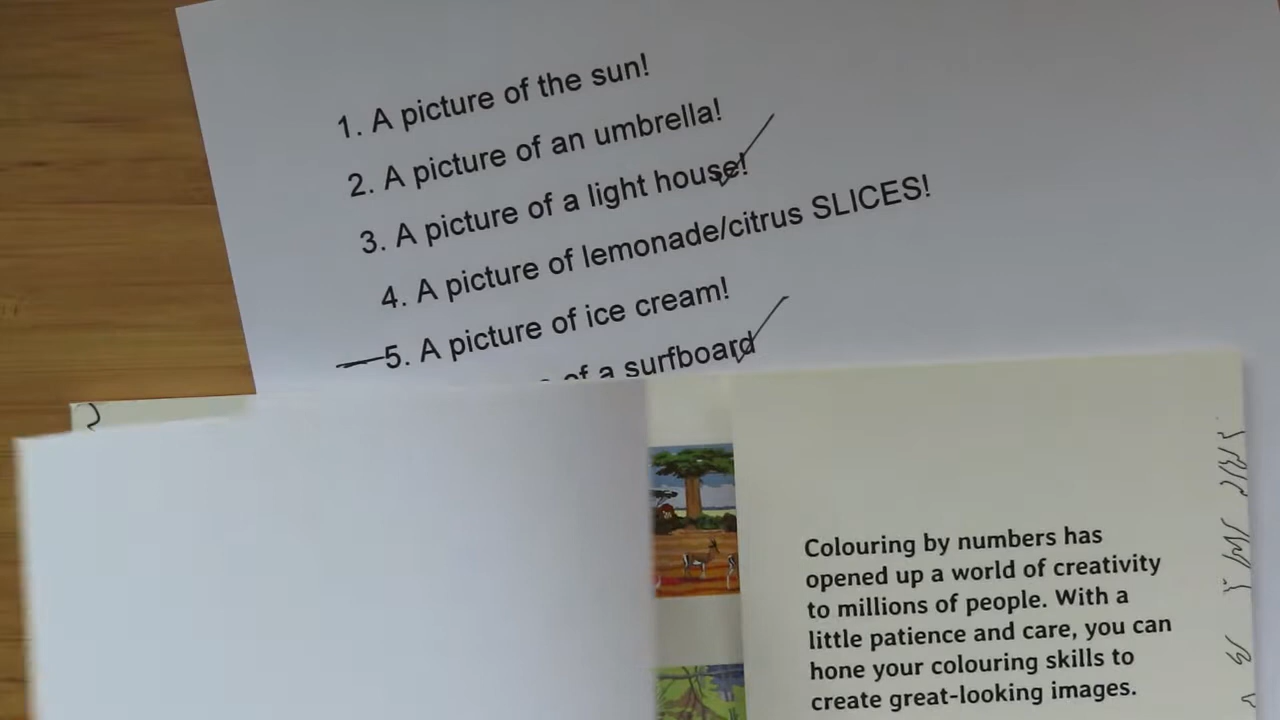 1. A picture of the sun!
2. A picture of an umbrella!
3. A picture of a light house!
4. A picture of lemonade/citrus SLICES!
5. A picture of ice cream!
of a surfboard
Colouring by numbers has
opened up a world of creativity
to millions of people. With a
little patience and care, you can
hone your colouring skills to
create great-looking images.